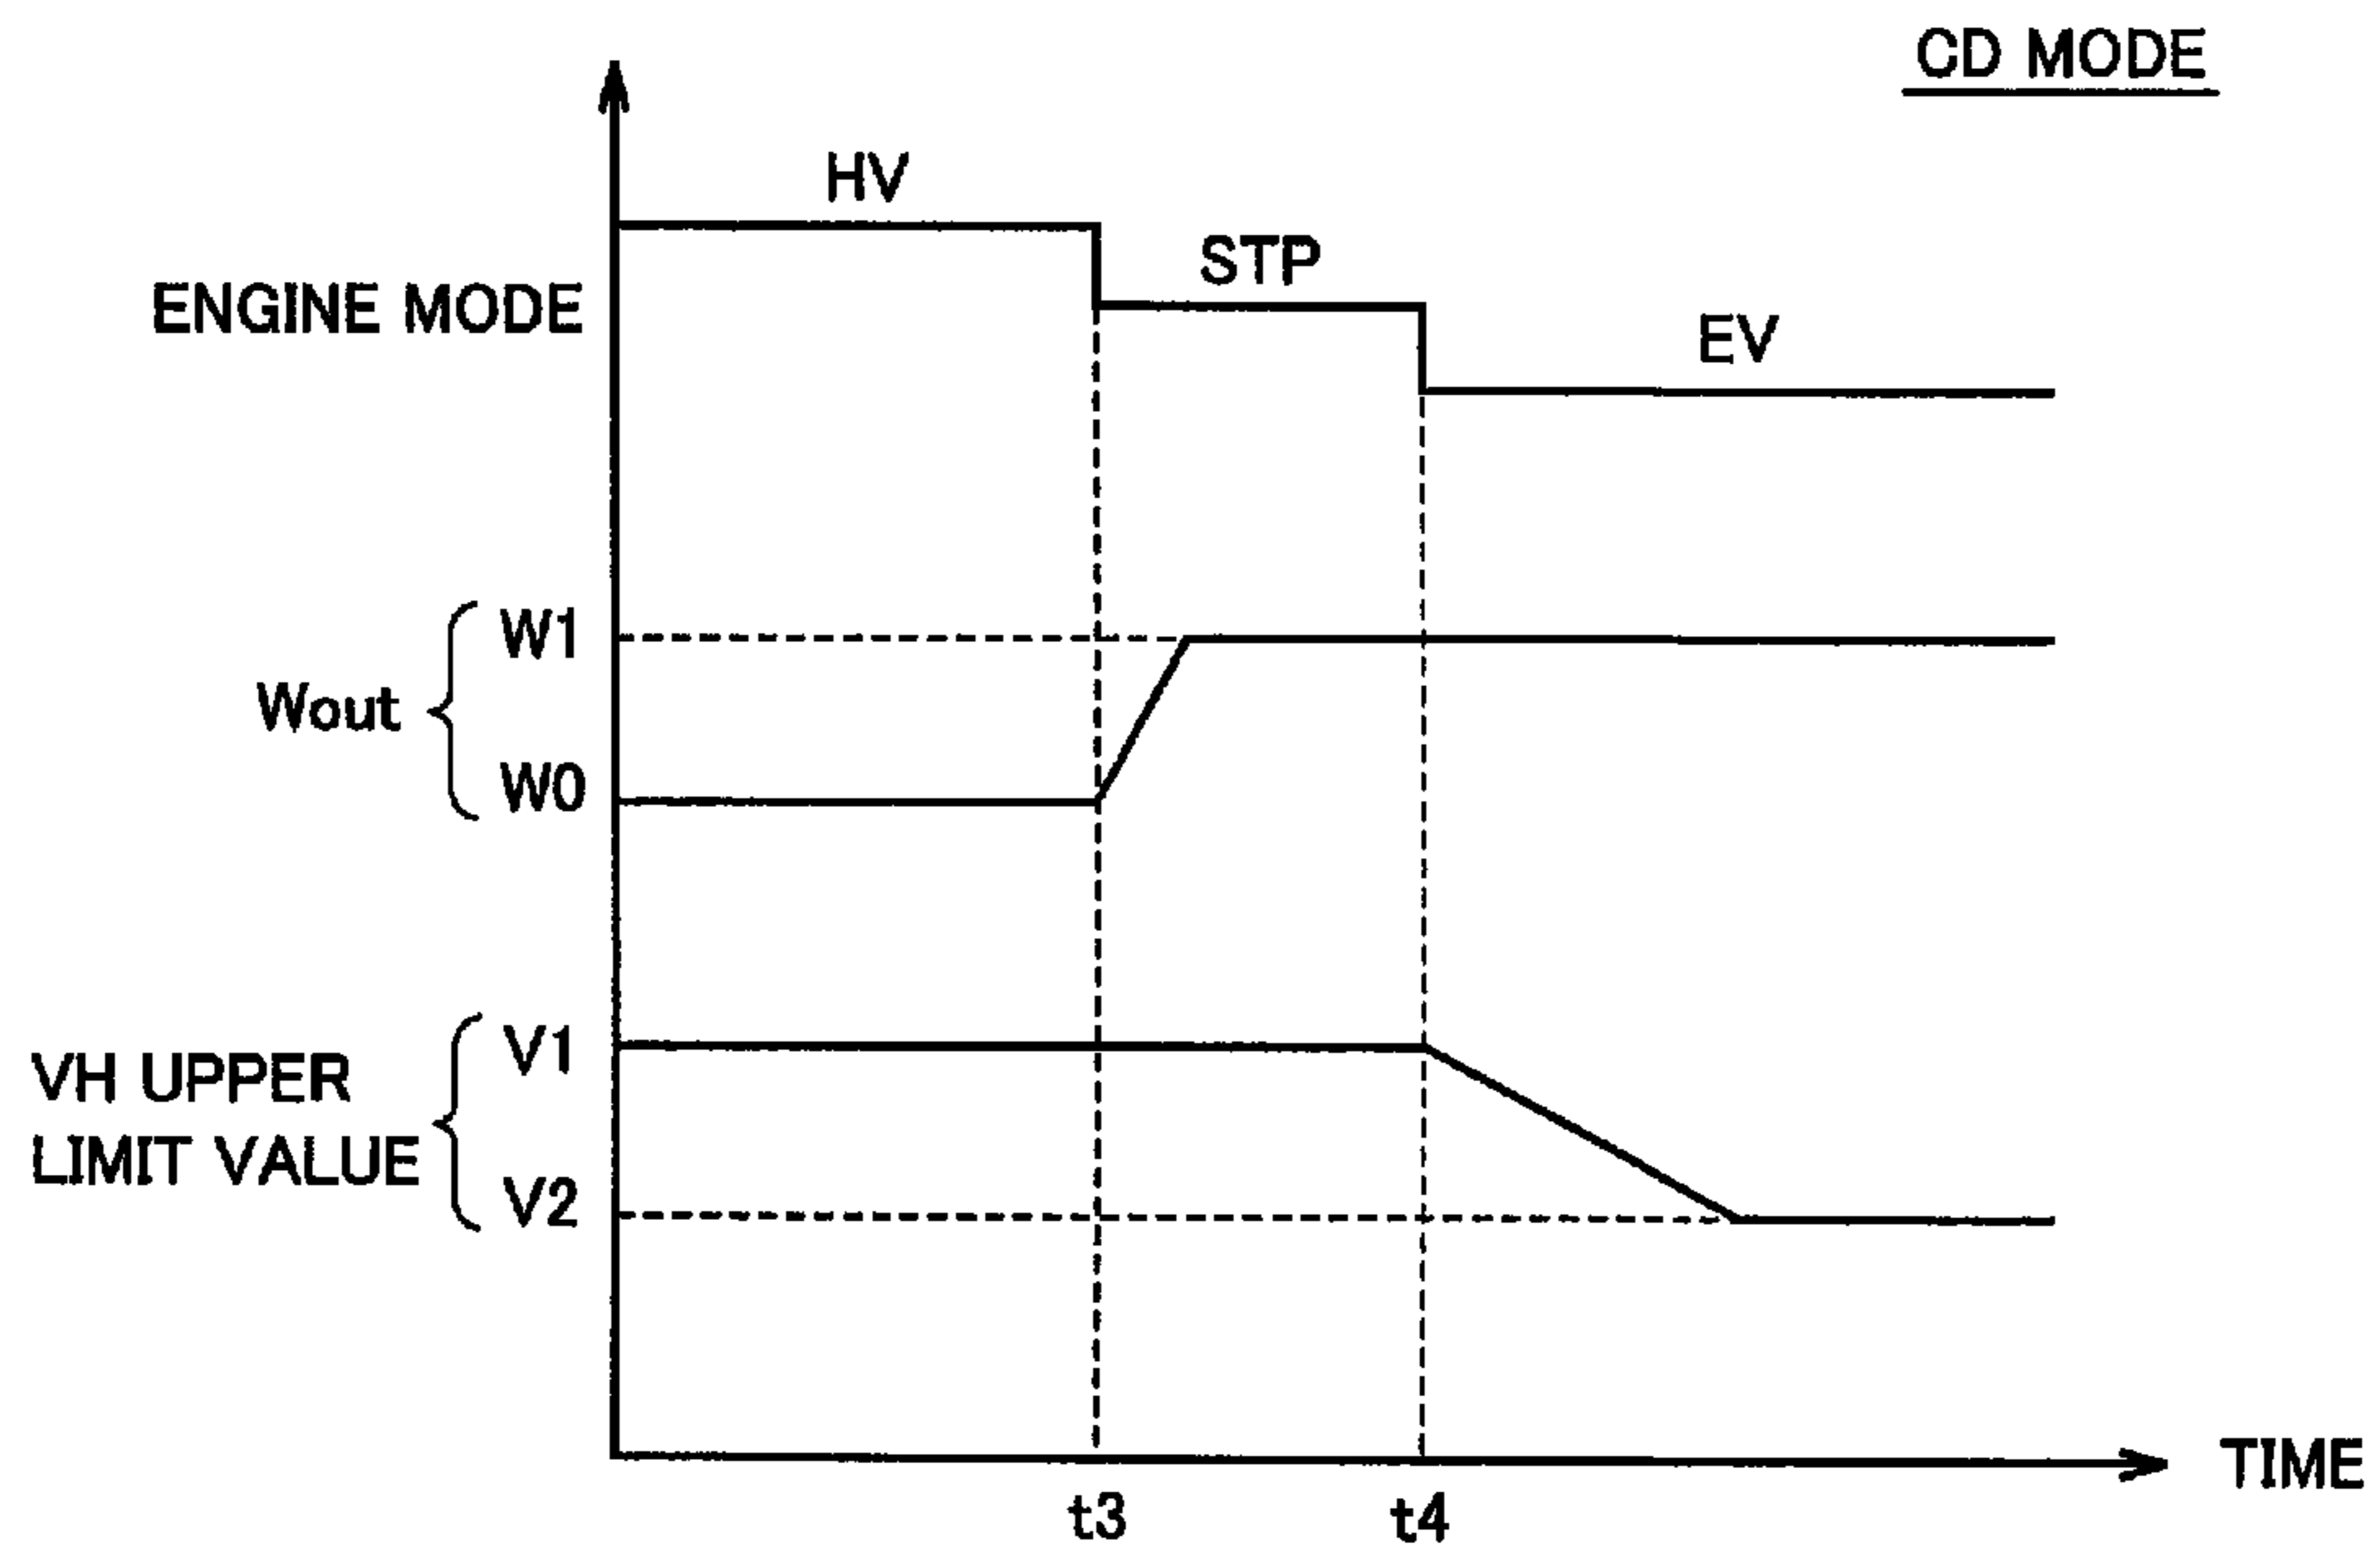 CD MODE
HV
STP
ENGINE MODE
EV
W1
Wout
W0
V1
VH UPPER
LIMIT VALUE
V2
TIME
t3
t4